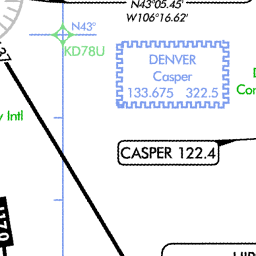 N43°05.45'
W106°16.62'
N43°
KD78U
DENVER
Casper
133.675 322.5
Intl
CASPER 122.4